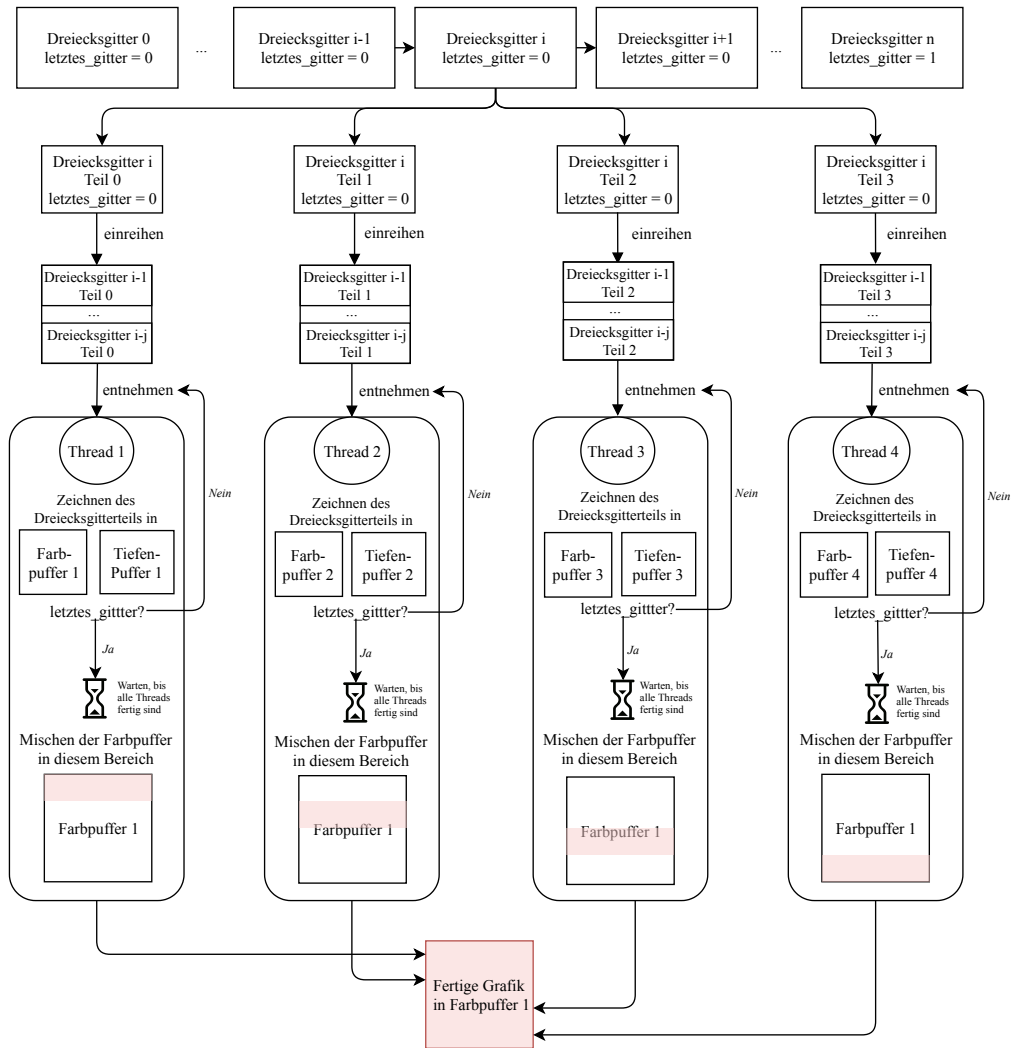 Dreiecksgitter 0
letztes_gitter = 0
...
Dreiecksgitter i-1
letztes_gitter = 0
Dreiecksgitter i
letztes_gitter = 0
Dreiecksgitter i+1
letztes_gitter = 0
...
Dreiecksgitter n
letztes_gitter = 1
Dreiecksgitter i
Teil 0
letztes_gitter = 0
Dreiecksgitter i
Teil 1
letztes_gitter = 0
Dreiecksgitter i
Teil 2
letztes_gitter = 0
Dreiecksgitter i
Teil 3
letztes_gitter = 0
einreihen
einreihen
einreihen
einreihen
Dreiecksgitter i-1
Teil 0
...
Dreiecksgitter i-j
Teil 0
Dreiecksgitter i-1
Teil 1
...
Dreiecksgitter i-j
Teil 1
Dreiecksgitter i-1
Teil 2
...
Dreiecksgitter i-j
Teil 2
Dreiecksgitter i-1
Teil 3
...
Dreiecksgitter i-j
Teil 3
entnehmen
entnehmen
entnehmen
entnehmen
Thread 1
Nein
Zeichnen des
Dreiecksgitterteils in
Farb-
puffer 1
Tiefen-
Puffer 1
letztes_gittter?
Ja
Warten, bis
alle Threads
fertig sind
Mischen der Farbpuffer
in diesem Bereich
Farbpuffer 1
Thread 2
Nein
Zeichnen des
Dreiecksgitterteils in
Farb-
puffer 2
Tiefen-
puffer 2
letztes_gittter?
Ja
Warten, bis
alle Threads
fertig sind
Mischen der Farbpuffer
in diesem Bereich
Farbpuffer 1
Thread 3
Nein
Zeichnen des
Dreiecksgitterteils in
Farb-
puffer 3
Tiefen-
puffer 3
letztes_gittter?
Ja
Warten, bis
alle Threads
fertig sind
Mischen der Farbpuffer
in diesem Bereich
Farbpuffer 1
Thread 4
Nein
Zeichnen des
Dreiecksgitterteils in
Farb-
puffer 4
Tiefen-
puffer 4
letztes_gittter?
Ja
Warten, bis
alle Threads
fertig sind
Mischen der Farbpuffer
in diesem Bereich
Farbpuffer 1
Fertige Grafik
in Farbpuffer 1